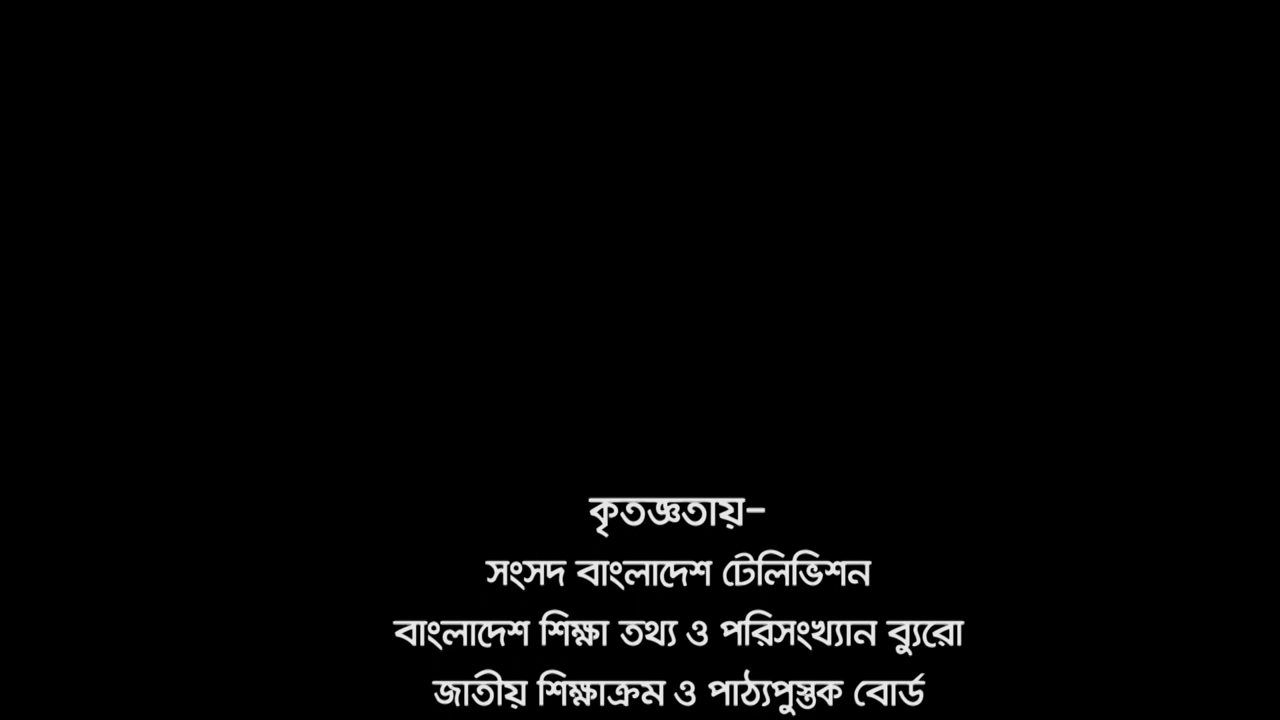 কৃতজ্ঞতায়-
সংসদ বাংলাদেশ টেলিভিশন
বাংলাদেশ শিক্ষা তথ্য ও পরিসংখ্যান ব্যুরো
জাতীয় শিক্ষাক্রম ও পাঠ্যপুস্তক বোর্ড